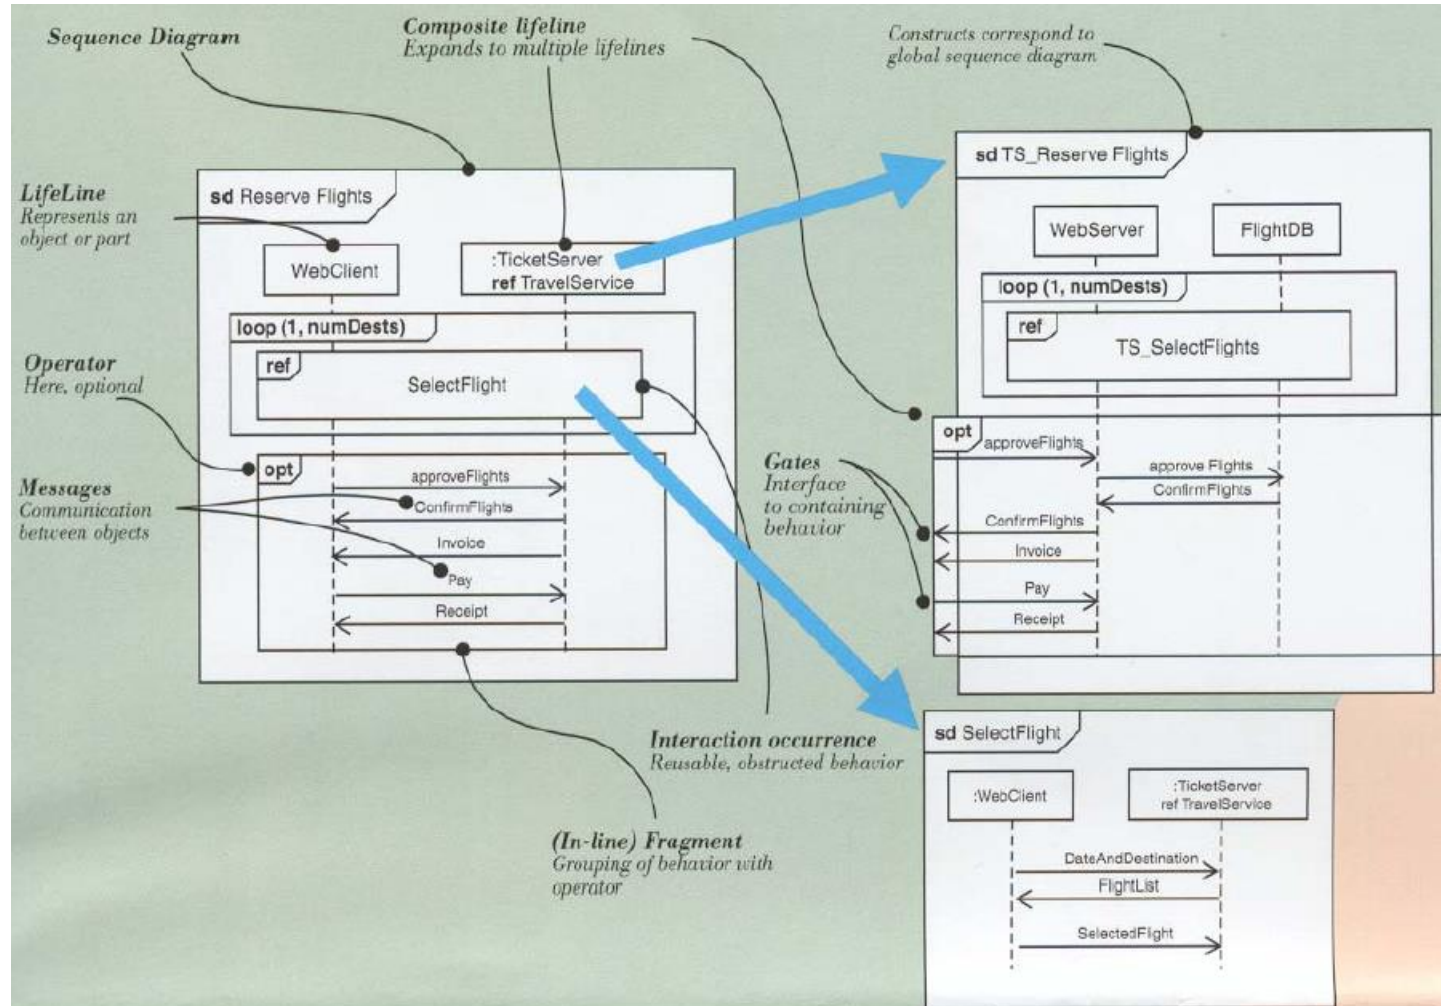 Sequence Diagram
Composite lifeline
Expands to multiple lifelines
Constructs correspond to
global sequence diagram
LifeLine
Represents an
object or part
sd Reserve Flights
WebClient
:TicketServer
ref TravelService
loop (1, numDests)
ref
SelectFlight
Operator
Here, optional
opt
approveFlights
ConfirmFlights
Invoice
Pay
Receipt
Messages
Communication
between objects
sd TS_Reserve Flights
WebServer
FlightDB
loop (1, numDests)
ref
TS_SelectFlights
opt
approveFlights
approve Flights
ConfirmFlights
ConfirmFlights
Invoice
Pay
Receipt
Gates
Interface
to containing
behavior
Interaction occurrence
Reusable, obstructed behavior
(In-line) Fragment
Grouping of behavior with
operator
sd SelectFlight
:WebClient
:TicketServer
ref TravelService
DateAndDestination
FlightList
SelectedFlight